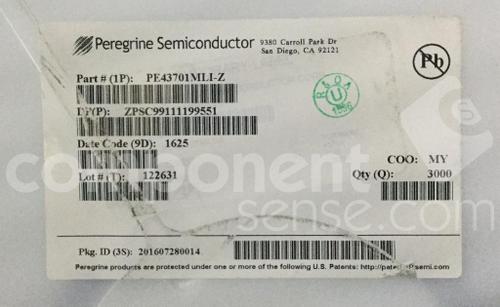 Peregrine Semiconductor
9380 Carroll Park Dr
San Diego, CA 92121
Pb
Part # (1P): PE43701MLI-Z
(P): ZPSC99111199551
Date Code (9D): 1625
COO: MY
Lot # (T): 122631
Qty (Q): 3000
component
sense.com
Pkg. ID (3S): 201607280014
Peregrine products are protected under one or more of the following U.S. Patents: